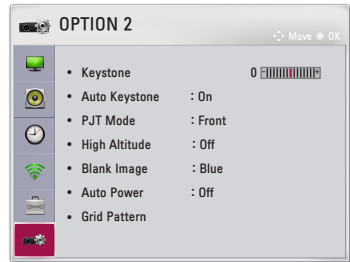 OPTION 2
Move OK
• Keystone 0 - +
• Auto Keystone : On
• PJT Mode : Front
• High Altitude : Off
• Blank Image : Blue
• Auto Power : Off
• Grid Pattern